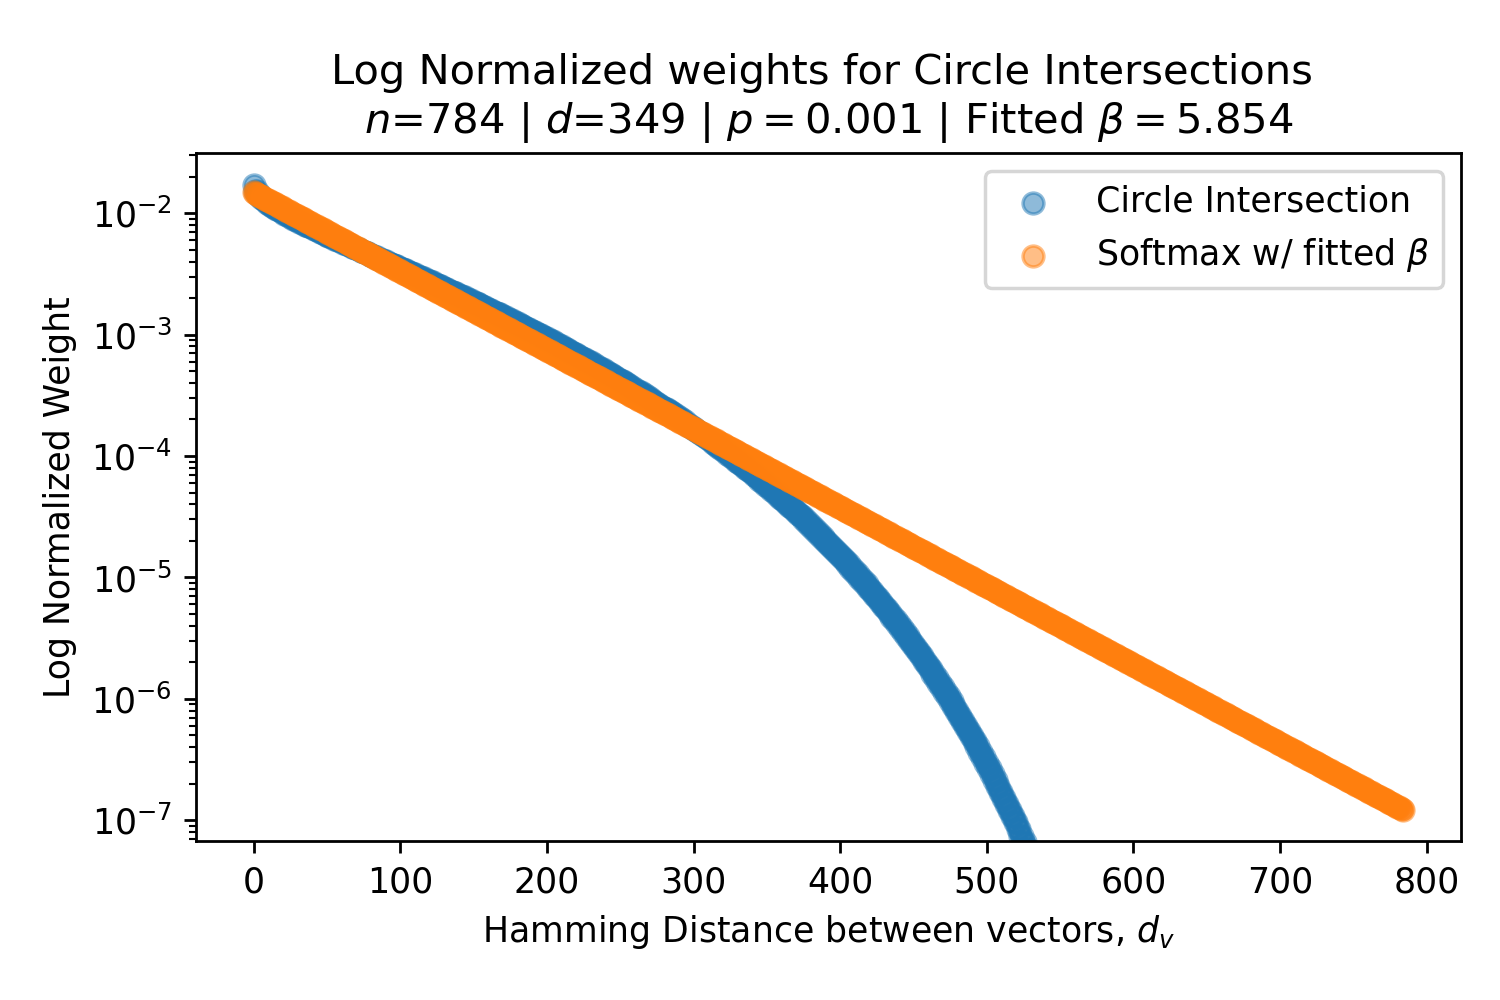 Log Normalized weights for Circle Intersections
n=784 | d=349 | p = 0.001 | Fitted β = 5.854
Circle Intersection
Softmax w/ fitted β
Log Normalized Weight
10⁻²
10⁻³
10⁻⁴
10⁻⁵
10⁻⁶
10⁻⁷
0 100 200 300 400 500 600 700 800
Hamming Distance between vectors, dᵥ